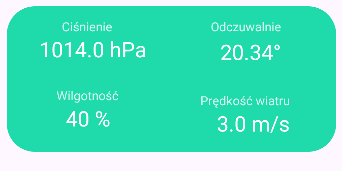 Ciśnienie
1014.0 hPa
Odczuwalnie
20.34°
Wilgotność
40 %
Prędkość wiatru
3.0 m/s